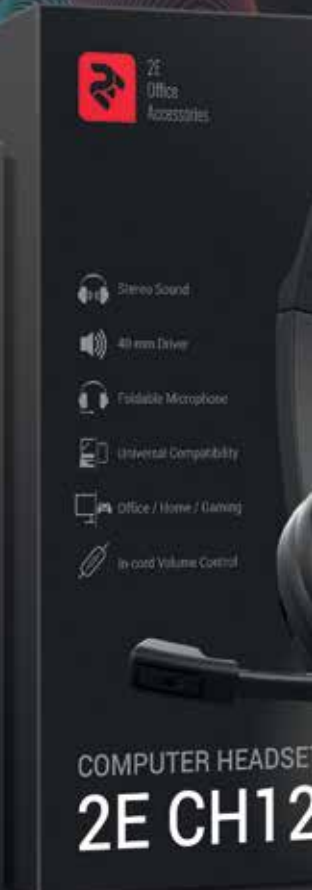 2E
Office
Accessories
Stereo Sound
40 mm Driver
Foldable Microphone
Universal Compatibility
Office / Home / Gaming
In-cord Volume Control
COMPUTER HEADSET
2E CH12